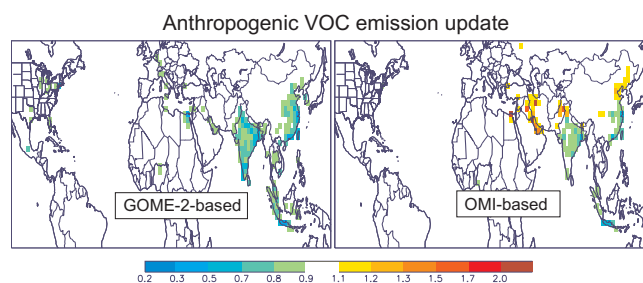 Anthropogenic VOC emission update
GOME-2-based
OMI-based
0.2 0.3 0.5 0.7 0.8 0.9 1.1 1.2 1.3 1.5 1.7 2.0